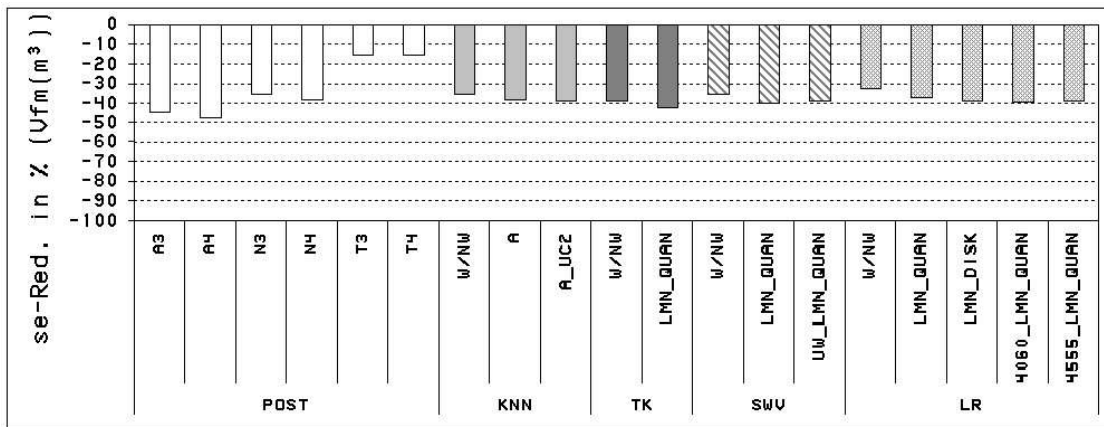 se-Red. in % (Vfm(m³))
0
-10
-20
-30
-40
-50
-60
-70
-80
-90
-100
A3
A4
N3
N4
T3
T4
W/NW
A
A_UC2
W/NW
LMN_QUAN
W/NW
LMN_QUAN
UW_LMN_QUAN
W/NW
LMN_QUAN
LMN_DISK
4060_LMN_QUAN
4555_LMN_QUAN
POST
KNN
TK
SWV
LR